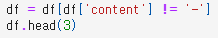 df = df[df['content'] != '-']
df.head(3)